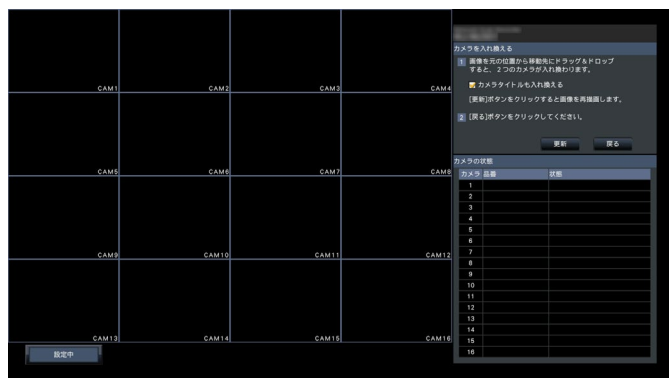 CAM1 CAM2 CAM3 CAM4
CAM5 CAM6 CAM7 CAM8
CAM9 CAM10 CAM11 CAM12
CAM13 CAM14 CAM15 CAM16
設定中
カメラを入れ換える
1 画像を元の位置から移動先にドラッグ&ドロップ
すると、2つのカメラが入れ換わります。
カメラタイトルも入れ換える
[更新]ボタンをクリックすると画像を再描画します。
2 [戻る]ボタンをクリックしてください。
更新 戻る
カメラの状態
カメラ 品番 状態
1
2
3
4
5
6
7
8
9
10
11
12
13
14
15
16